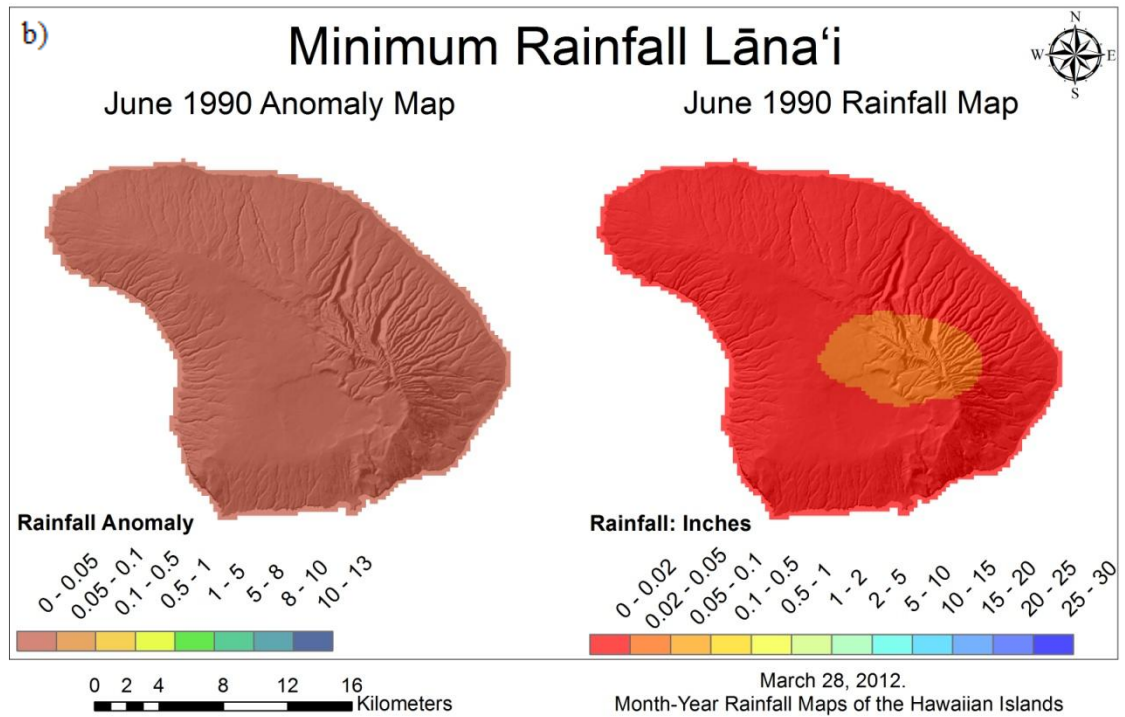 b)
Minimum Rainfall Lāna‘i
N
W E
S
June 1990 Anomaly Map
June 1990 Rainfall Map
Rainfall Anomaly
0 - 0.05
0.05 - 0.1
0.1 - 0.5
0.5 - 1
1 - 5
5 - 8
8 - 10
10 - 13
Rainfall: Inches
0 - 0.02
0.02 - 0.05
0.05 - 0.1
0.1 - 0.5
0.5 - 1
1 - 2
2 - 5
5 - 10
10 - 15
15 - 20
20 - 25
25 - 30
0 2 4 8 12 16
Kilometers
March 28, 2012.
Month-Year Rainfall Maps of the Hawaiian Islands